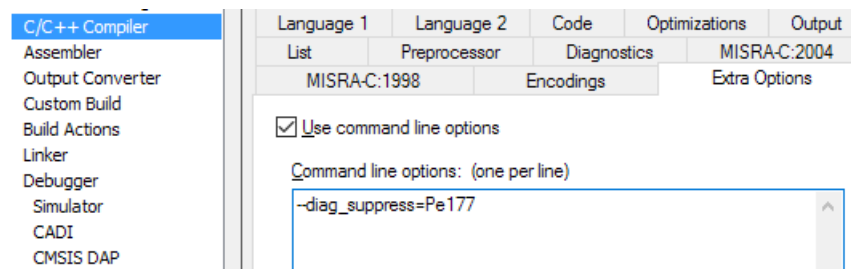 C/C++ Compiler
Assembler
Output Converter
Custom Build
Build Actions
Linker
Debugger
Simulator
CADI
CMSIS DAP
Language 1 Language 2 Code Optimizations Output
List Preprocessor Diagnostics MISRA-C:2004
MISRA-C:1998 Encodings Extra Options
Use command line options
Command line options: (one per line)
--diag_suppress=Pe177